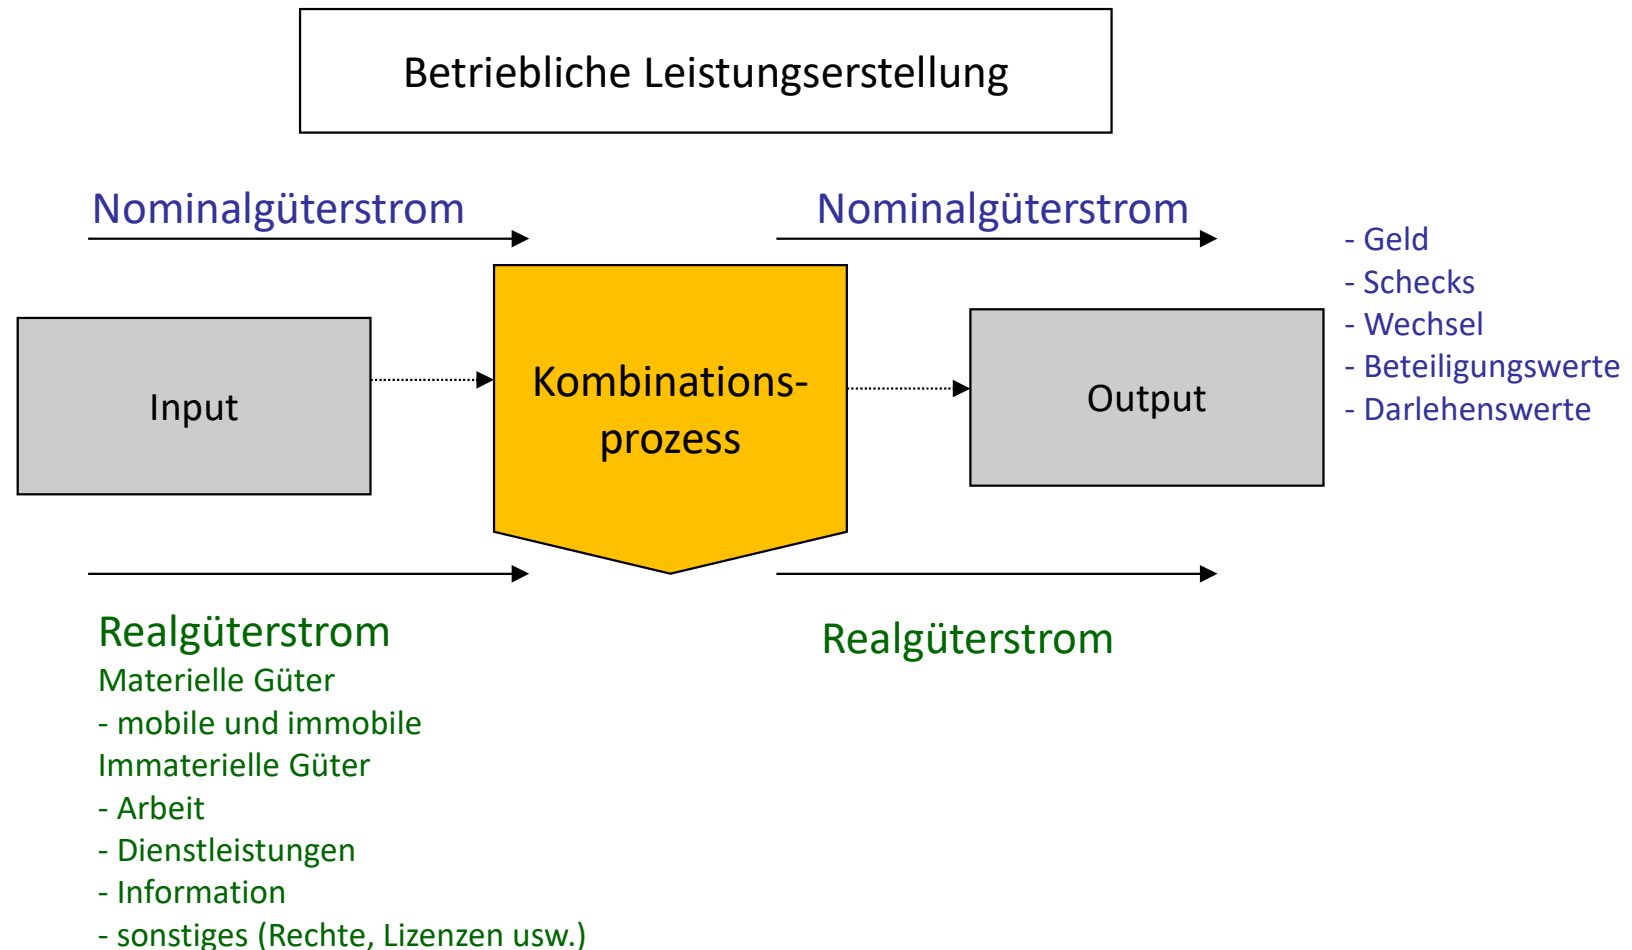 Betriebliche Leistungserstellung
Nominalgüterstrom
Nominalgüterstrom
- Geld
- Schecks
- Wechsel
- Beteiligungswerte
- Darlehenswerte
Input
Kombinations-
prozess
Output
Realgüterstrom
Materielle Güter
- mobile und immobile
Immaterielle Güter
- Arbeit
- Dienstleistungen
- Information
- sonstiges (Rechte, Lizenzen usw.)
Realgüterstrom